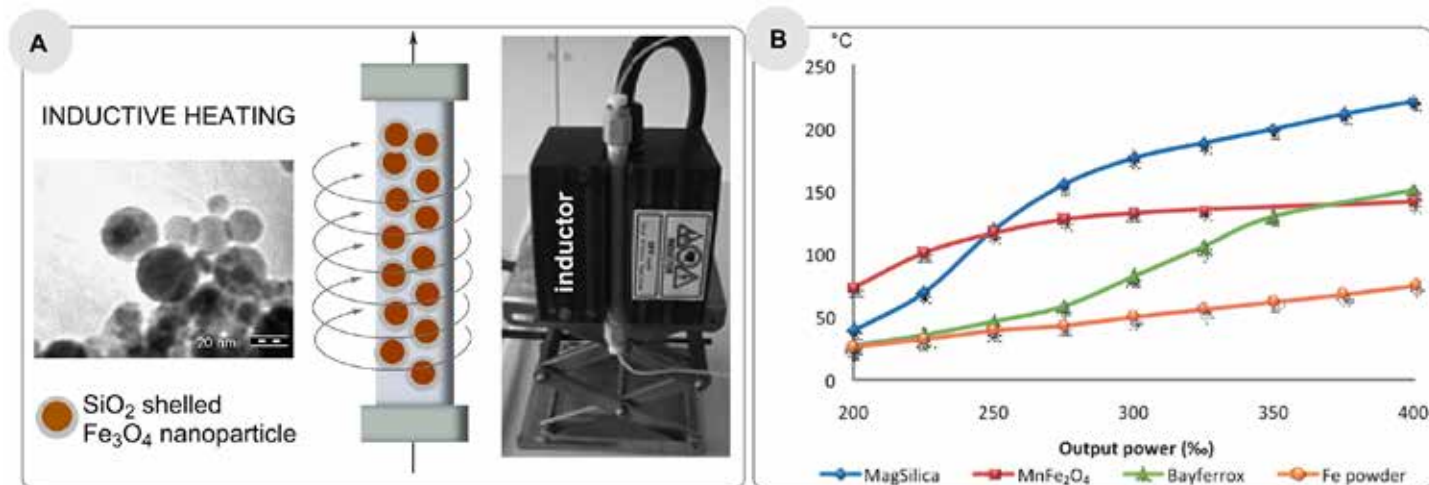 A
INDUCTIVE HEATING
20 nm
SiO₂ shelled
Fe₃O₄ nanoparticle
inductor
B
°C
250
200
150
100
50
0
200 250 300 350 400
Output power (‰)
MagSilica MnFe₂O₄ Bayferrox Fe powder